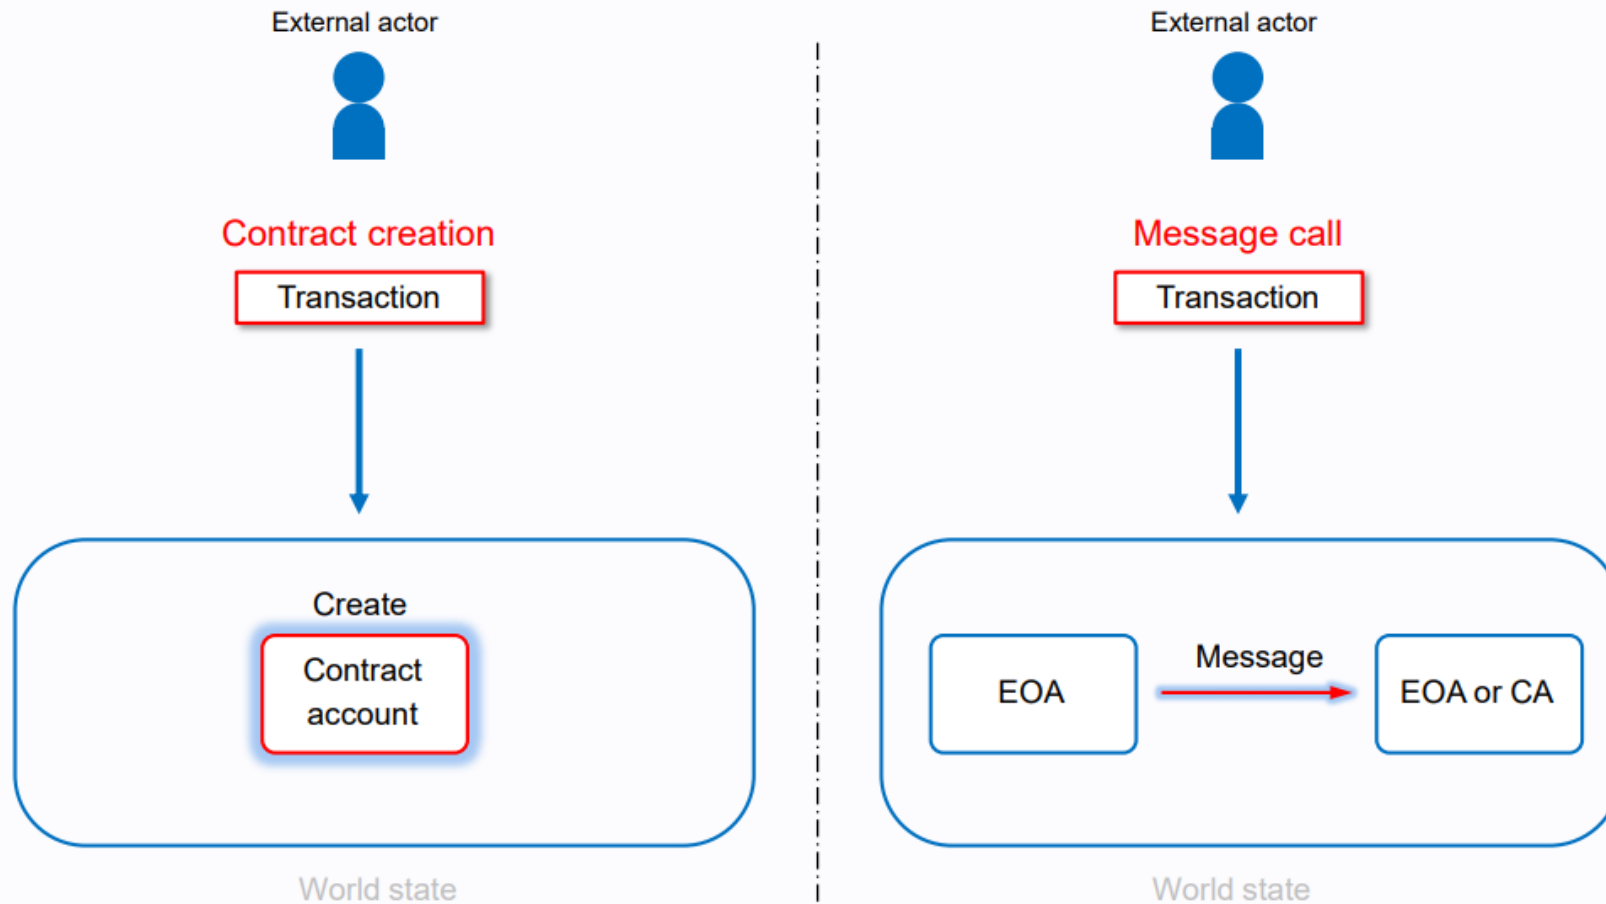 External actor
Contract creation
Transaction
Create
Contract
account
World state
External actor
Message call
Transaction
EOA
Message
EOA or CA
World state